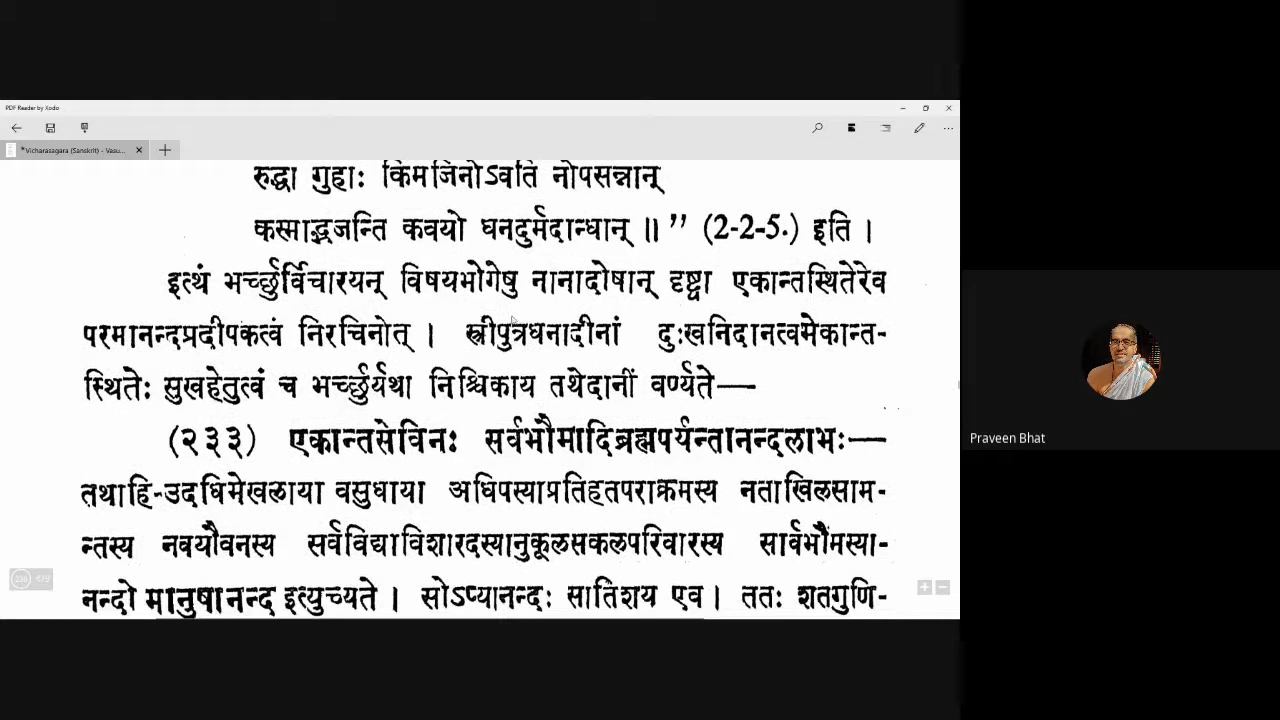 PDF Reader by Xodo
*Vicharasagara (Sanskrit) - Vasu...
रुद्धा गुहाः किमजिनोऽवति नोपसन्नान्
कस्माद्भजन्ति कवयो धनदुर्मदान्धान् ॥” (2-2-5.) इति ।
इत्थं भर्च्छुर्विचारयन् विषयभोगेषु नानादोषान् दृष्ट्वा एकान्तस्थितेरेव
परमानन्दप्रदीपकत्वं निरचिनोत् । स्त्रीपुत्रधनादीनां दुःखनिदानत्वमेकान्त-
स्थितेः सुखहेतुत्वं च भर्च्छुर्यथा निश्चिकाय तथेदानीं वर्ण्यते—
(२३३) एकान्तसेविनः सर्वभौमादिब्रह्मपर्यन्तानन्दलाभः—
तथाहि-उदधिमेखलाया वसुधाया अधिपस्याप्रतिहतपराक्रमस्य नताखिलसाम-
न्तस्य नवयौवनस्य सर्वविद्याविशारदस्यानुकूलसकलपरिवारस्य सार्वभौमस्या-
नन्दो मानुषानन्द इत्युच्यते । सोऽप्यानन्दः सातिशय एव । ततः शतगुणि-
Praveen Bhat